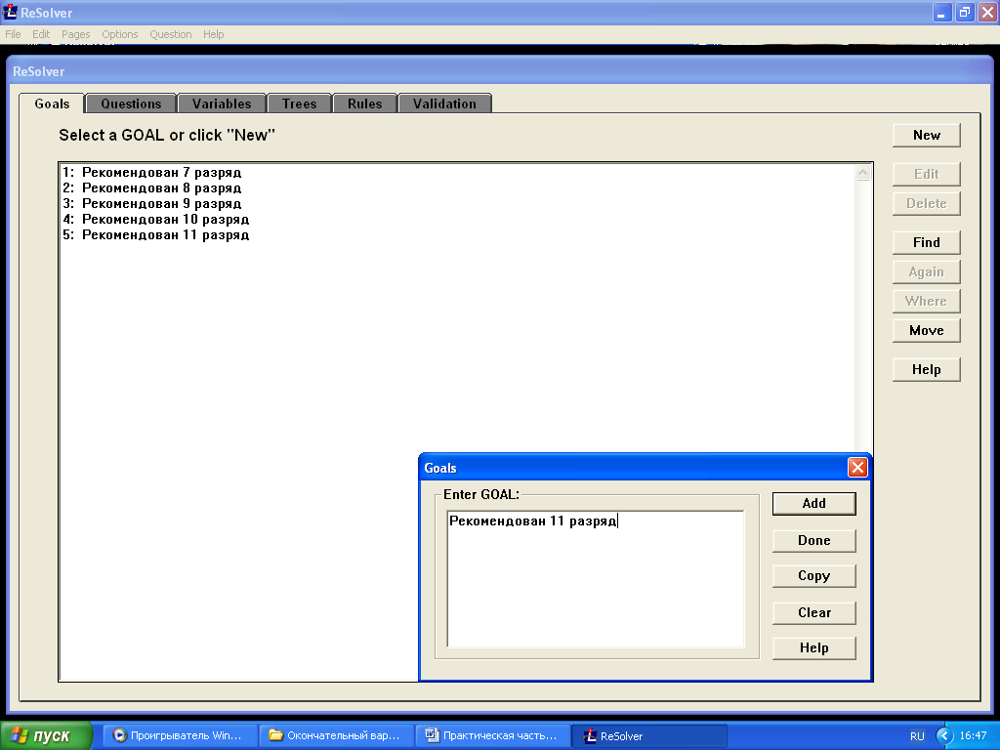 ReSolver
File Edit Pages Options Question Help
ReSolver
Goals Questions Variables Trees Rules Validation
Select a GOAL or click "New"
1: Рекомендован 7 разряд
2: Рекомендован 8 разряд
3: Рекомендован 9 разряд
4: Рекомендован 10 разряд
5: Рекомендован 11 разряд
New
Edit
Delete
Find
Again
Where
Move
Help
Goals
Enter GOAL:
Рекомендован 11 разряд
Add
Done
Copy
Clear
Help
пуск Проигрыватель Win... Окончательный вар... Практическая часть... ReSolver RU 16:47